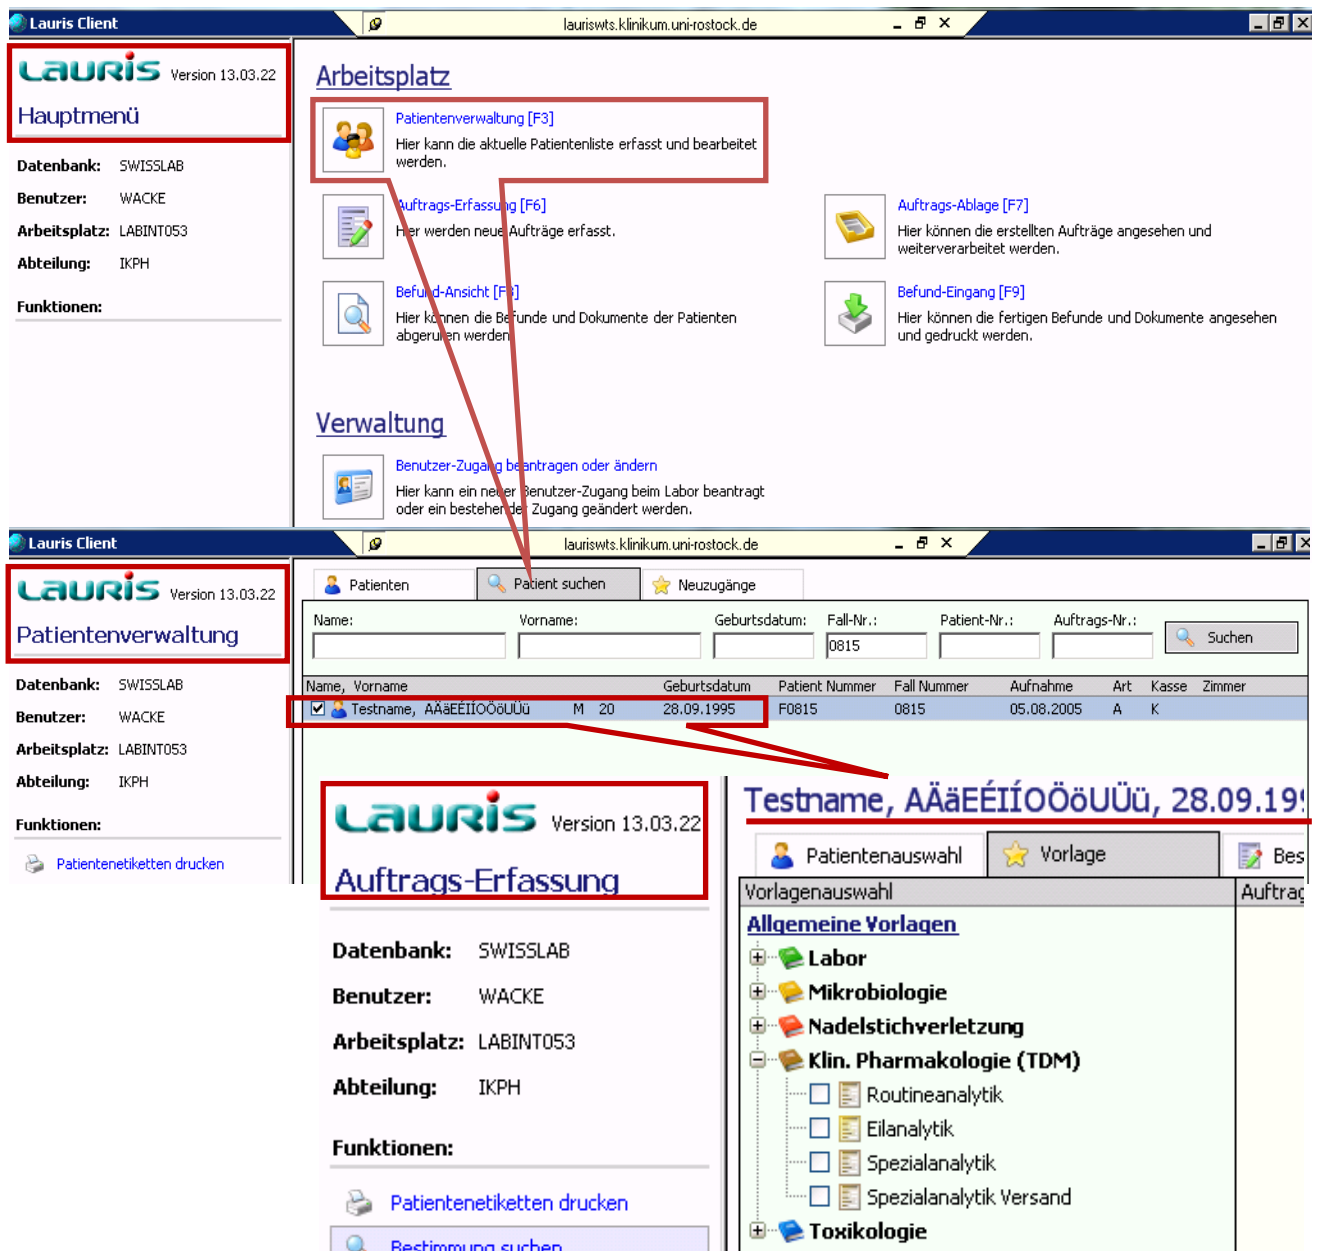 Lauris Client
lauriswts.klinikum.uni-rostock.de
Lauris Version 13.03.22
Hauptmenü
Datenbank: SWISSLAB
Benutzer: WACKE
Arbeitsplatz: LABINT053
Abteilung: IKPH
Funktionen:
Arbeitsplatz
Patientenverwaltung [F3]
Hier kann die aktuelle Patientenliste erfasst und bearbeitet
werden.
Auftrags-Erfassung [F6]
Hier werden neue Aufträge erfasst.
Auftrags-Ablage [F7]
Hier können die erstellten Aufträge angesehen und
weiterverarbeitet werden.
Befund-Ansicht [F8]
Hier können die Befunde und Dokumente der Patienten
abgerufen werden.
Befund-Eingang [F9]
Hier können die fertigen Befunde und Dokumente angesehen
und gedruckt werden.
Verwaltung
Benutzer-Zugang beantragen oder ändern
Hier kann ein neuer Benutzer-Zugang beim Labor beantragt
oder ein bestehender Zugang geändert werden.
Lauris Client
lauriswts.klinikum.uni-rostock.de
Lauris Version 13.03.22
Patientenverwaltung
Datenbank: SWISSLAB
Benutzer: WACKE
Arbeitsplatz: LABINT053
Abteilung: IKPH
Funktionen:
Patientenetiketten drucken
Patienten Patient suchen Neuzugänge
Name: Vorname: Geburtsdatum: Fall-Nr.: Patient-Nr.: Auftrags-Nr.:
0815 Suchen
Name, Vorname Geburtsdatum Patient Nummer Fall Nummer Aufnahme Art Kasse Zimmer
Testname, AÄäEÉIÍOÖöUÜü M 20 28.09.1995 F0815 0815 05.08.2005 A K
Lauris Version 13.03.22
Auftrags-Erfassung
Datenbank: SWISSLAB
Benutzer: WACKE
Arbeitsplatz: LABINT053
Abteilung: IKPH
Funktionen:
Patientenetiketten drucken
Bestimmung suchen
Testname, AÄäEÉIÍOÖöUÜü, 28.09.19
Patientenauswahl Vorlage Bes
Vorlagenauswahl Auftrag
Allgemeine Vorlagen
Labor
Mikrobiologie
Nadelstichverletzung
Klin. Pharmakologie (TDM)
Routineanalytik
Eilanalytik
Spezialanalytik
Spezialanalytik Versand
Toxikologie